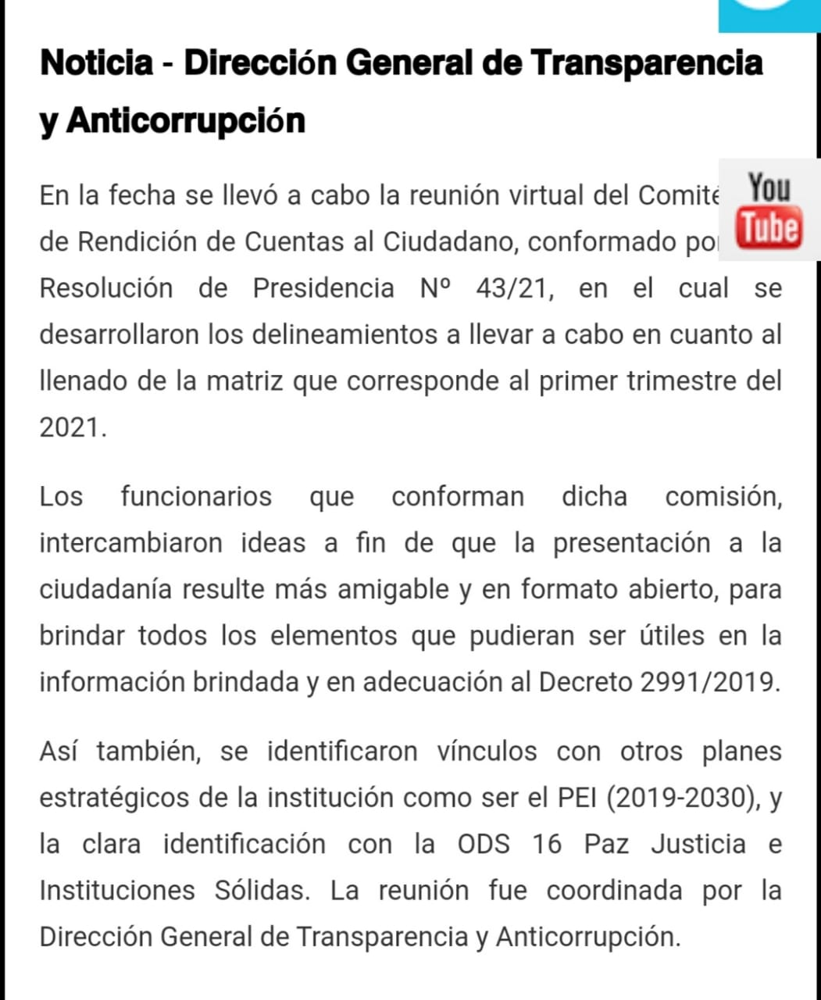 Noticia - Dirección General de Transparencia
y Anticorrupción
En la fecha se llevó a cabo la reunión virtual del Comité
You
Tube
de Rendición de Cuentas al Ciudadano, conformado por
Resolución de Presidencia Nº 43/21, en el cual se
desarrollaron los delineamientos a llevar a cabo en cuanto al
llenado de la matriz que corresponde al primer trimestre del
2021.
Los funcionarios que conforman dicha comisión,
intercambiaron ideas a fin de que la presentación a la
ciudadanía resulte más amigable y en formato abierto, para
brindar todos los elementos que pudieran ser útiles en la
información brindada y en adecuación al Decreto 2991/2019.
Así también, se identificaron vínculos con otros planes
estratégicos de la institución como ser el PEI (2019-2030), y
la clara identificación con la ODS 16 Paz Justicia e
Instituciones Sólidas. La reunión fue coordinada por la
Dirección General de Transparencia y Anticorrupción.